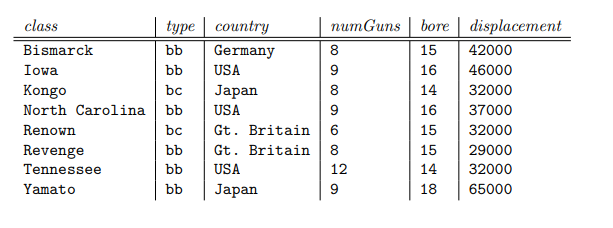 class type country numGuns bore displacement
Bismarck bb Germany 8 15 42000
Iowa bb USA 9 16 46000
Kongo bc Japan 8 14 32000
North Carolina bb USA 9 16 37000
Renown bc Gt. Britain 6 15 32000
Revenge bb Gt. Britain 8 15 29000
Tennessee bb USA 12 14 32000
Yamato bb Japan 9 18 65000